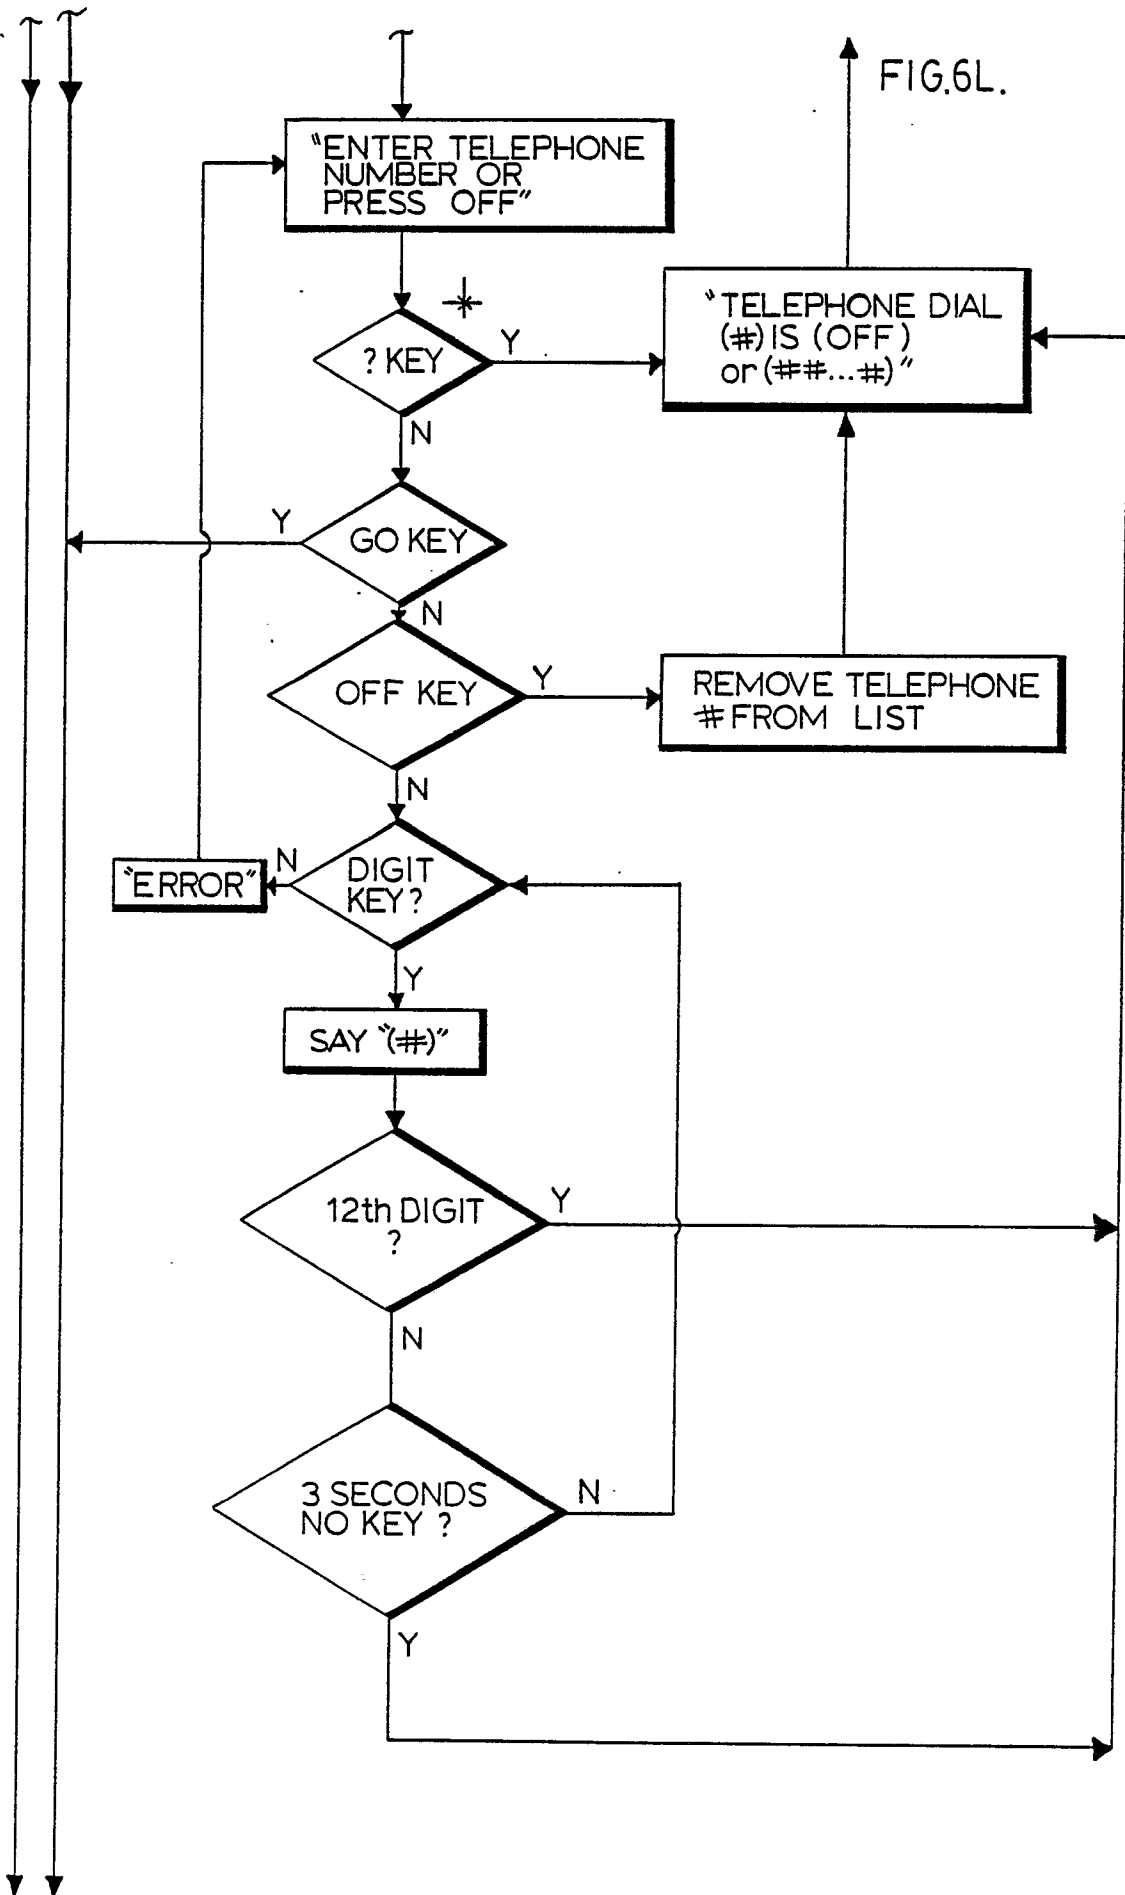 FIG.6L.
"ENTER TELEPHONE
NUMBER OR
PRESS OFF"
*
? KEY
Y
N
"TELEPHONE DIAL
(#) IS (OFF)
or (##...#)"
GO KEY
Y
N
OFF KEY
Y
N
REMOVE TELEPHONE
# FROM LIST
DIGIT
KEY?
N
"ERROR"
Y
SAY "(#)"
12th DIGIT
?
Y
N
3 SECONDS
NO KEY ?
N
Y